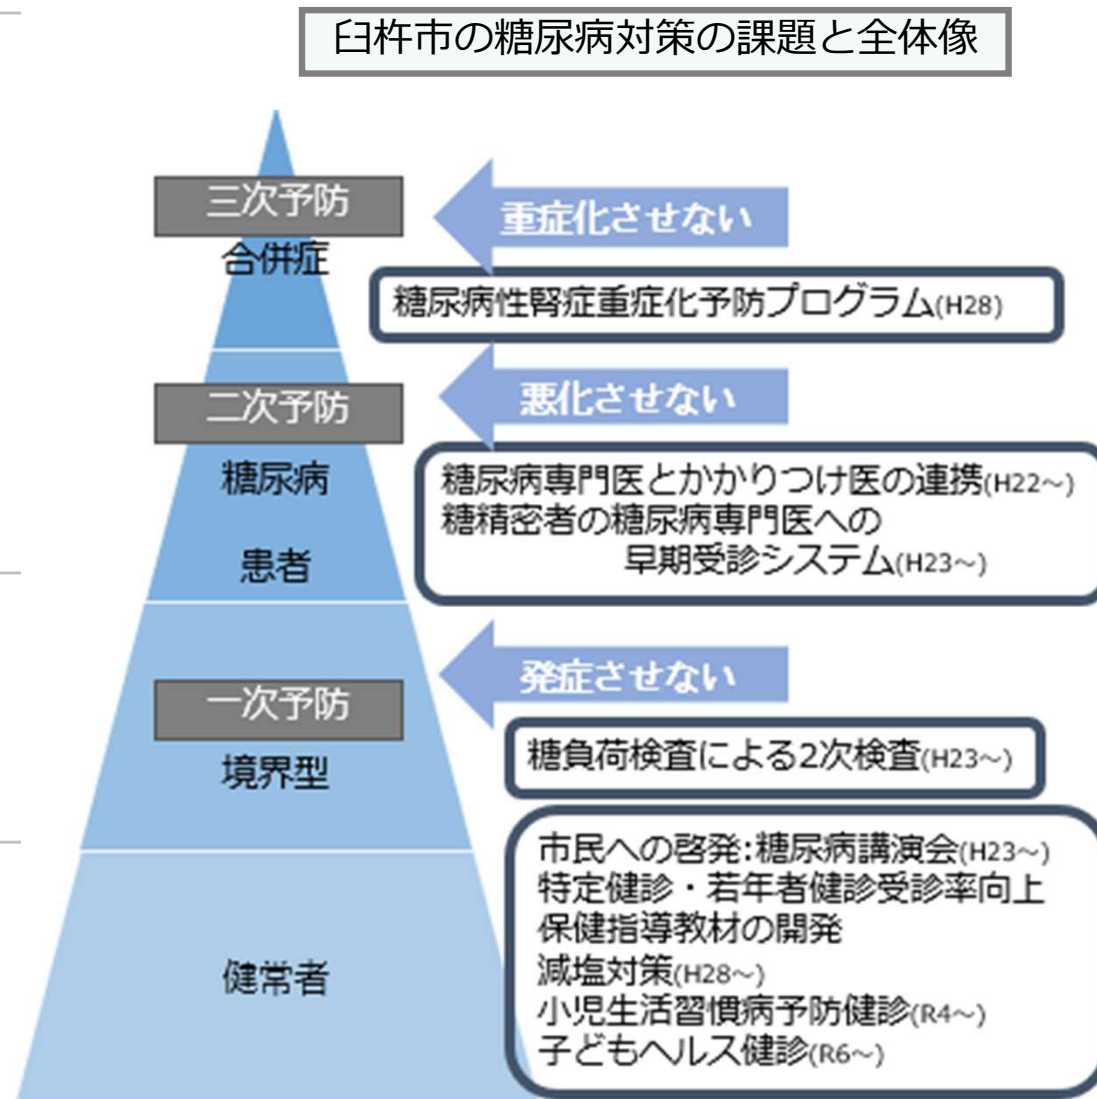 臼杵市の糖尿病対策の課題と全体像
三次予防
合併症
重症化させない
糖尿病性腎症重症化予防プログラム(H28)
二次予防
悪化させない
糖尿病
患者
糖尿病専門医とかかりつけ医の連携(H22～)
糖精密者の糖尿病専門医への
早期受診システム(H23～)
一次予防
境界型
発症させない
糖負荷検査による2次検査(H23～)
健常者
市民への啓発:糖尿病講演会(H23～)
特定健診・若年者健診受診率向上
保健指導教材の開発
減塩対策(H28～)
小児生活習慣病予防健診(R4～)
子どもヘルス健診(R6～)